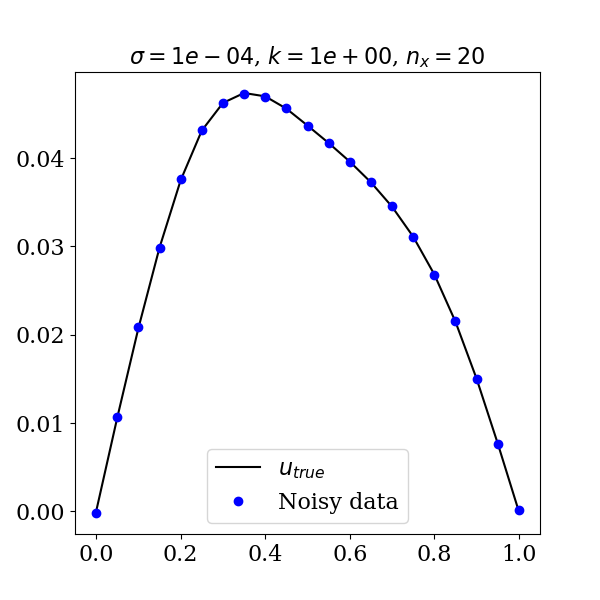 σ = 1e − 04, k = 1e + 00, nₓ = 20
0.04
0.03
0.02
0.01
0.00
u_true
Noisy data
0.0 0.2 0.4 0.6 0.8 1.0